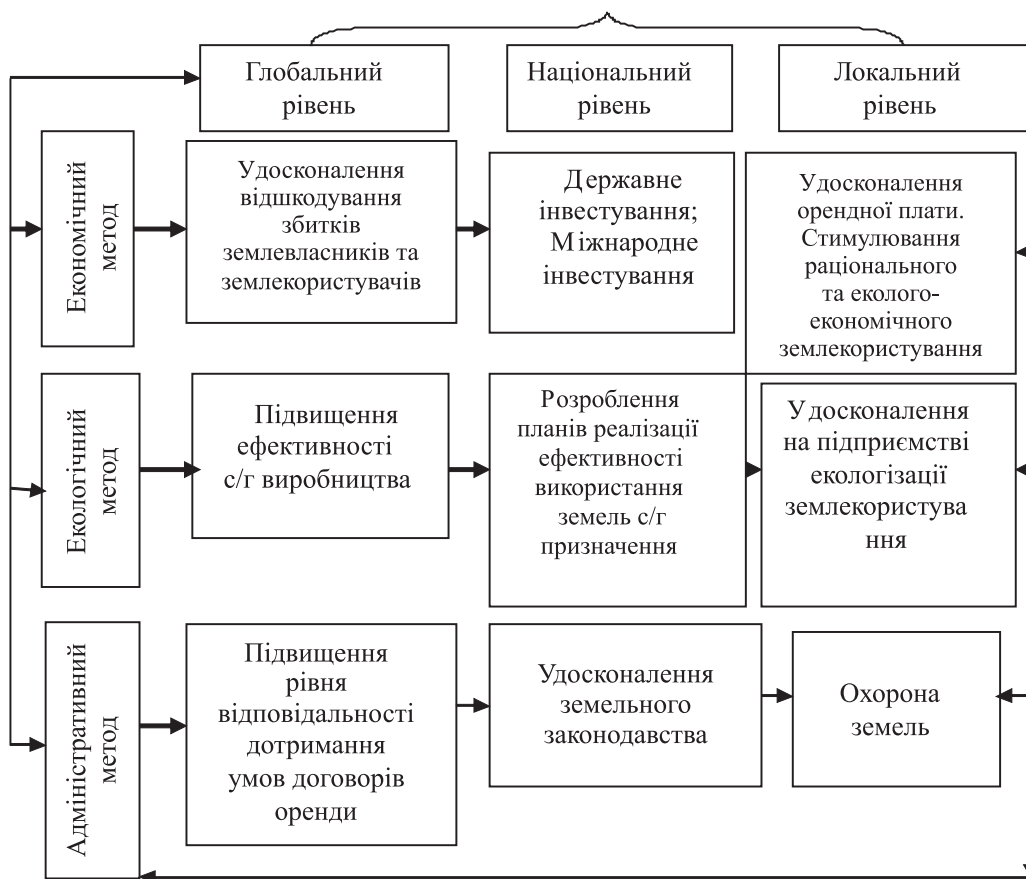 Глобальний
рівень
Національний
рівень
Локальний
рівень
Економічний
метод
Удосконалення
відшкодування
збитків
землевласників та
землекористувачів
Державне
інвестування;
Міжнародне
інвестування
Удосконалення
орендної плати.
Стимулювання
раціонального
та еколого-
економічного
землекористування
Екологічний
метод
Підвищення
ефективності
с/г виробництва
Розроблення
планів реалізації
ефективності
використання
земель с/г
призначення
Удосконалення
на підприємстві
екологізації
землекористува
ння
Адміністративний
метод
Підвищення
рівня
відповідальності
дотримання
умов договорів
оренди
Удосконалення
земельного
законодавства
Охорона
земель